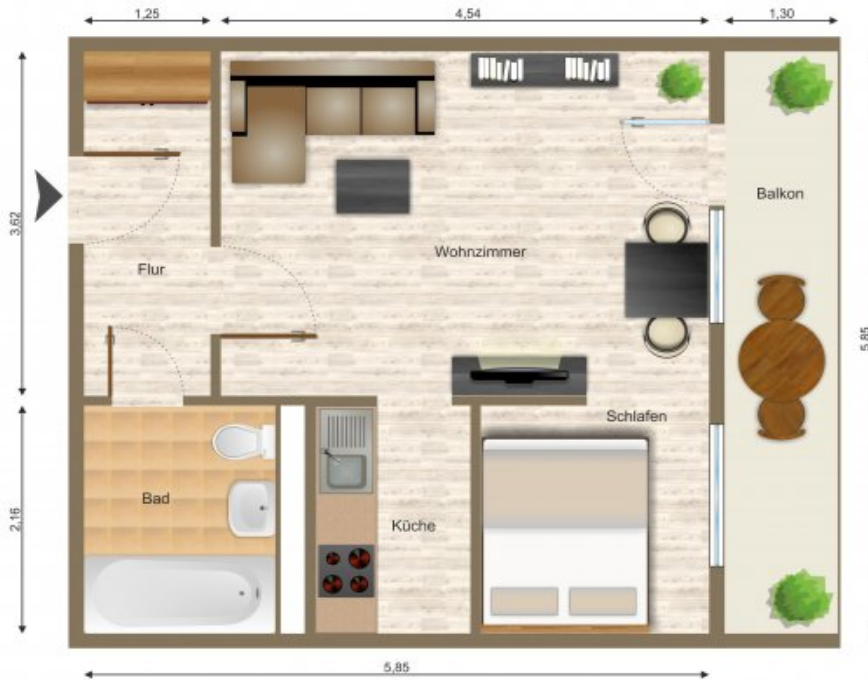 1,25
4,54
1,30
3,62
Balkon
Wohnzimmer
Flur
5,85
Schlafen
Bad
Küche
2,16
5,85